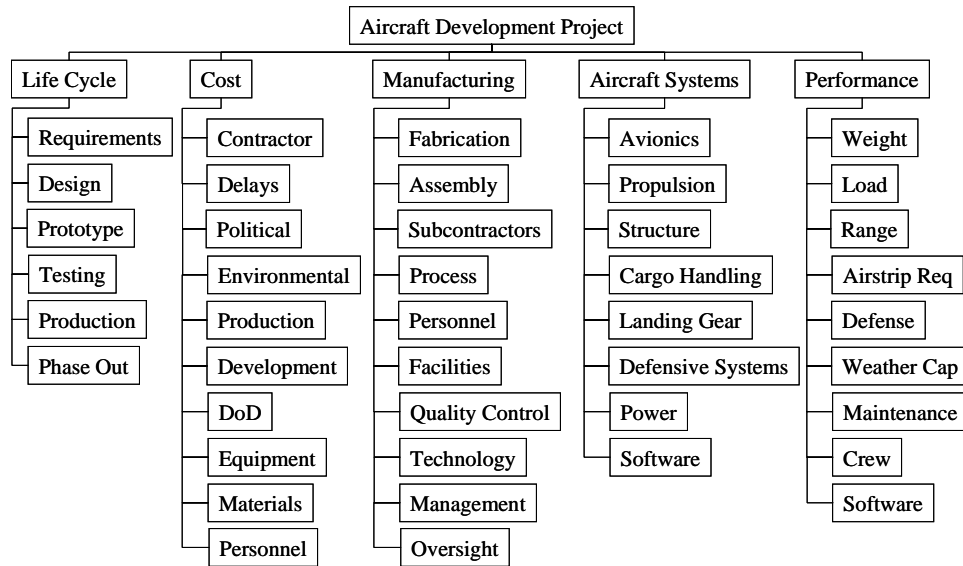 Aircraft Development Project
Life Cycle
Requirements
Design
Prototype
Testing
Production
Phase Out
Cost
Contractor
Delays
Political
Environmental
Production
Development
DoD
Equipment
Materials
Personnel
Manufacturing
Fabrication
Assembly
Subcontractors
Process
Personnel
Facilities
Quality Control
Technology
Management
Oversight
Aircraft Systems
Avionics
Propulsion
Structure
Cargo Handling
Landing Gear
Defensive Systems
Power
Software
Performance
Weight
Load
Range
Airstrip Req
Defense
Weather Cap
Maintenance
Crew
Software